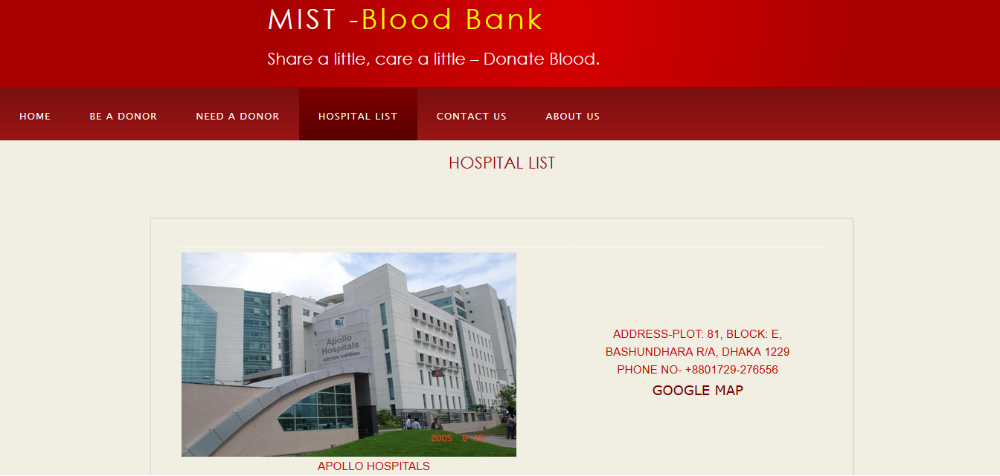 MIST -Blood Bank
Share a little, care a little – Donate Blood.
HOME
BE A DONOR
NEED A DONOR
HOSPITAL LIST
CONTACT US
ABOUT US
HOSPITAL LIST
Apollo
Hospitals
ADDRESS-PLOT: 81, BLOCK: E,
BASHUNDHARA R/A, DHAKA 1229
PHONE NO- +8801729-276556
GOOGLE MAP
2005
APOLLO HOSPITALS